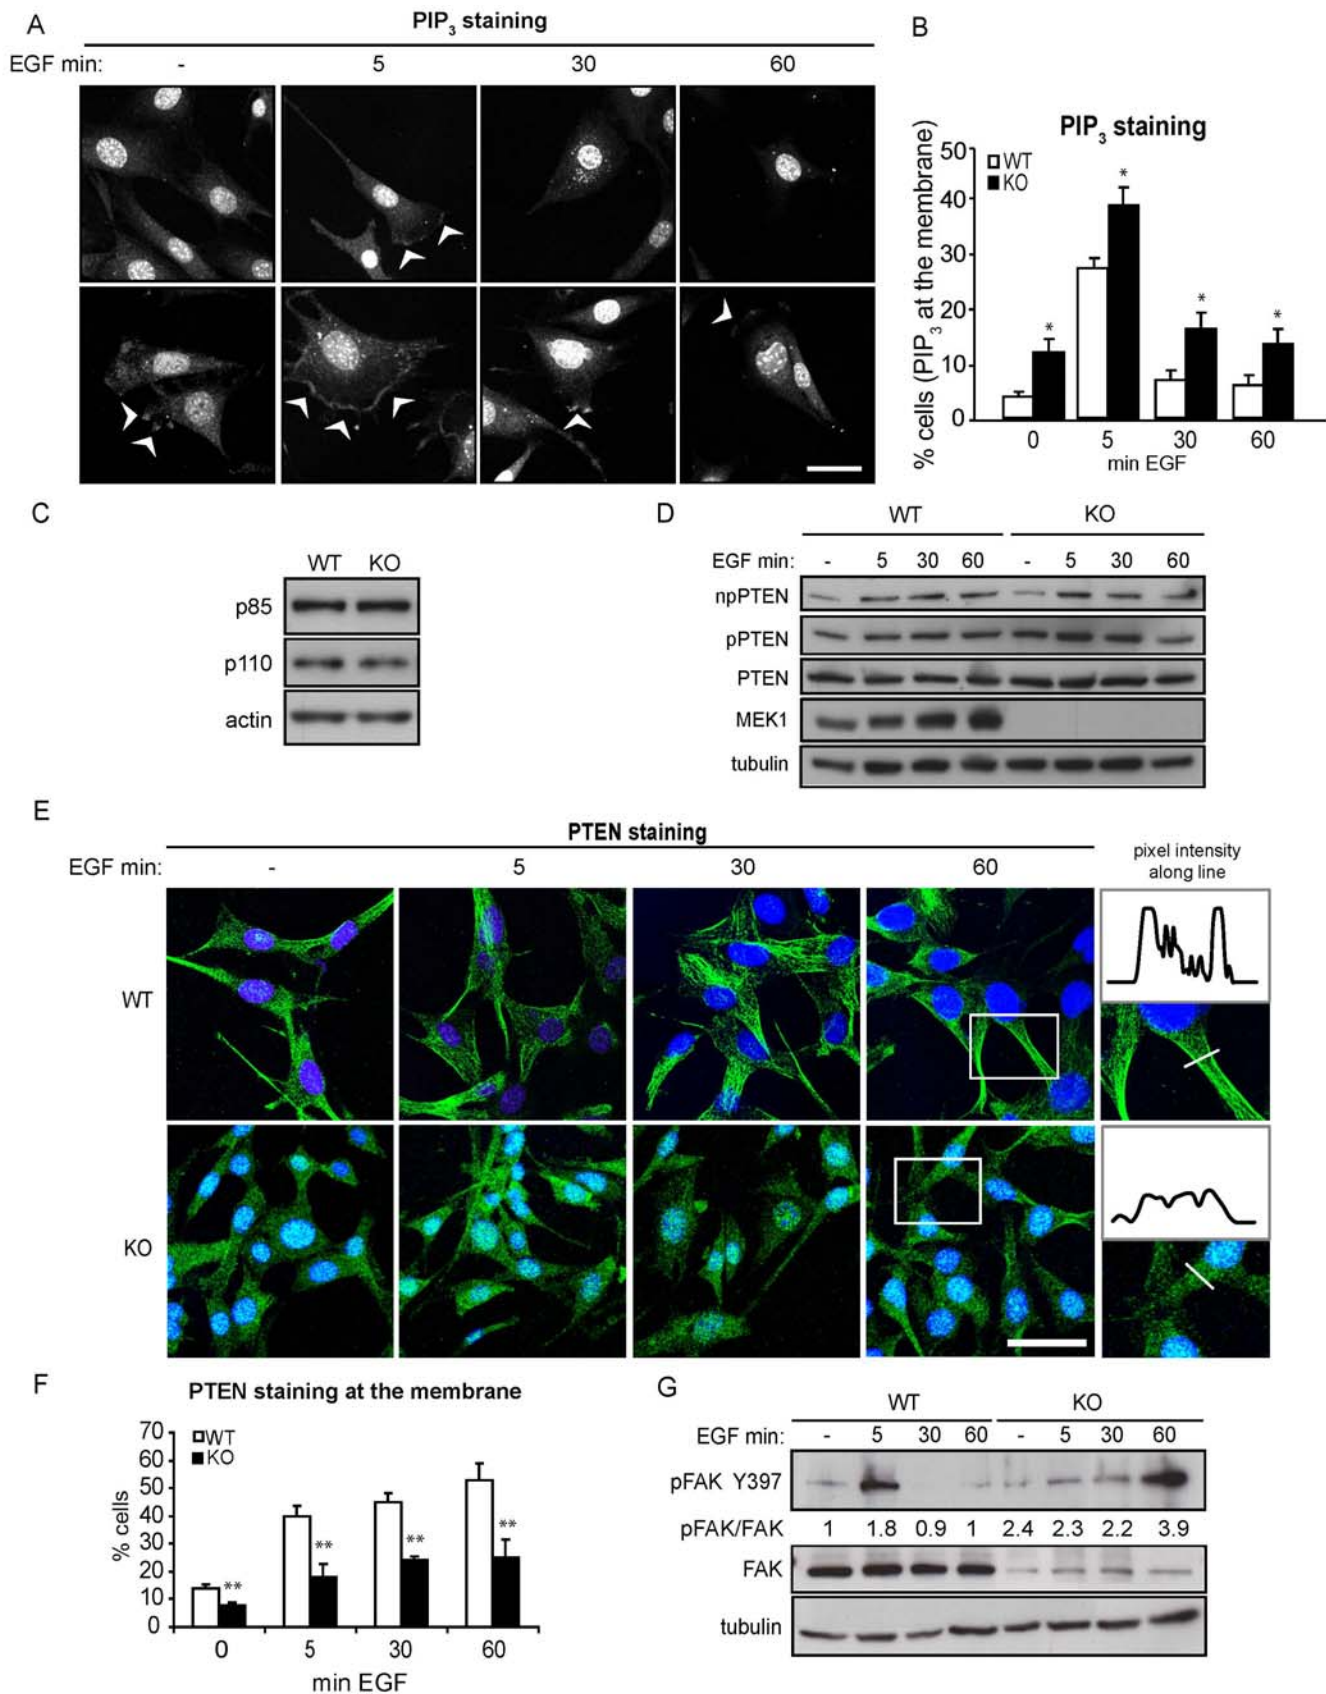 A
PIP3 staining
EGF min: - 5 30 60
B
PIP3 staining
WT
KO
% cells (PIP3 at the membrane)
50
40
30
20
10
0
* * * *
0 5 30 60
min EGF
C
WT KO
p85
p110
actin
D
WT KO
EGF min: - 5 30 60 - 5 30 60
npPTEN
pPTEN
PTEN
MEK1
tubulin
E
PTEN staining
EGF min: - 5 30 60
pixel intensity
along line
WT
KO
F
PTEN staining at the membrane
WT
KO
% cells
70
60
50
40
30
20
10
0
** ** ** **
0 5 30 60
min EGF
G
WT KO
EGF min: - 5 30 60 - 5 30 60
pFAK Y397
pFAK/FAK 1 1.8 0.9 1 2.4 2.3 2.2 3.9
FAK
tubulin